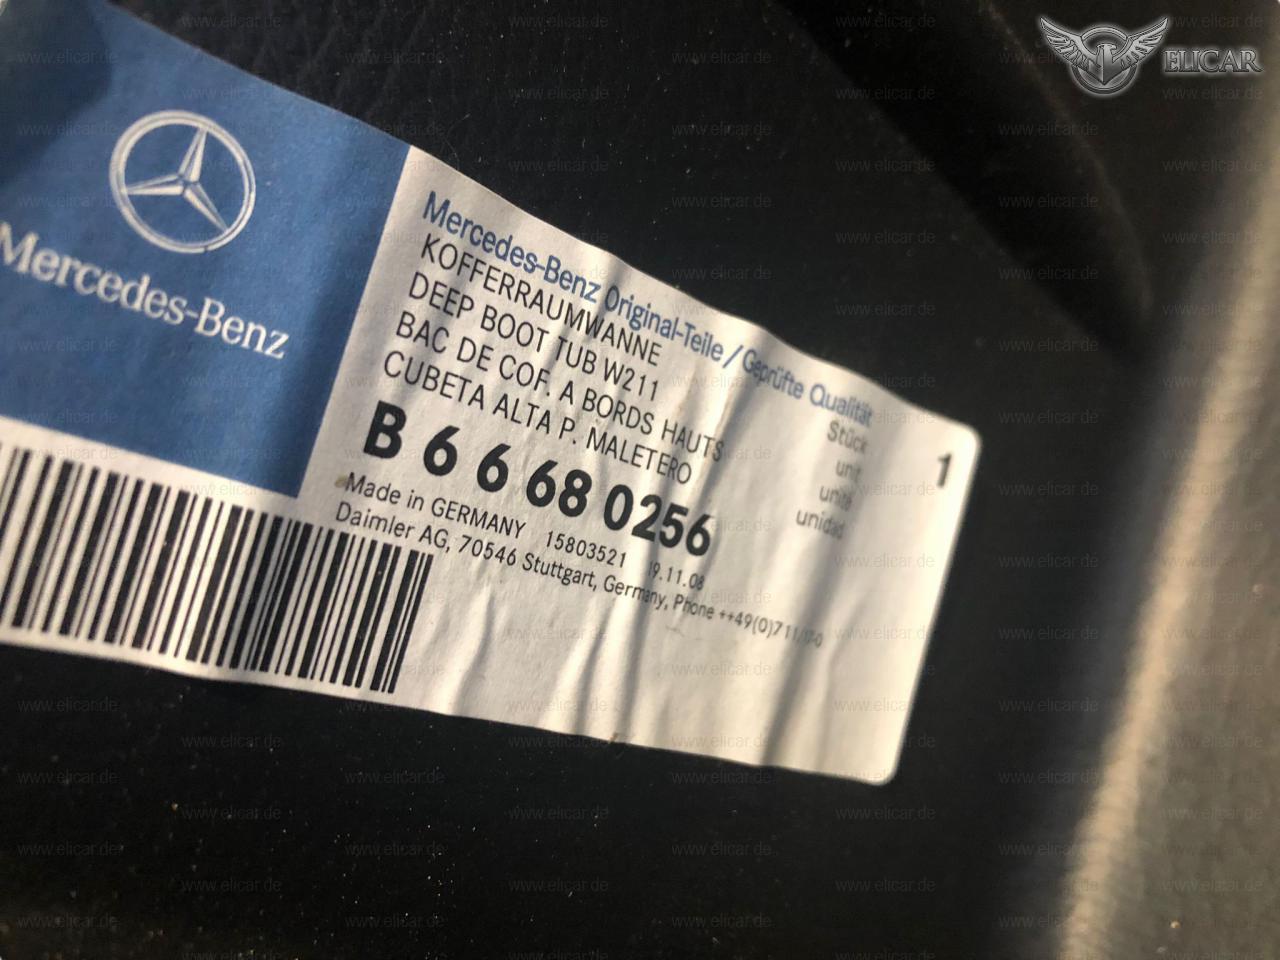 ELICAR
Mercedes-Benz
Mercedes-Benz Original-Teile / Geprüfte Qualität
KOFFERRAUMWANNE
DEEP BOOT TUB W211
BAC DE COF. A BORDS HAUTS
CUBETA ALTA P. MALETERO
Stück
unit
unité
unidad
1
B 6 6 68 0256
Made in GERMANY 15803521 19.11.08
Daimler AG, 70546 Stuttgart, Germany, Phone ++49(0)711/17-0
www.elicar.de